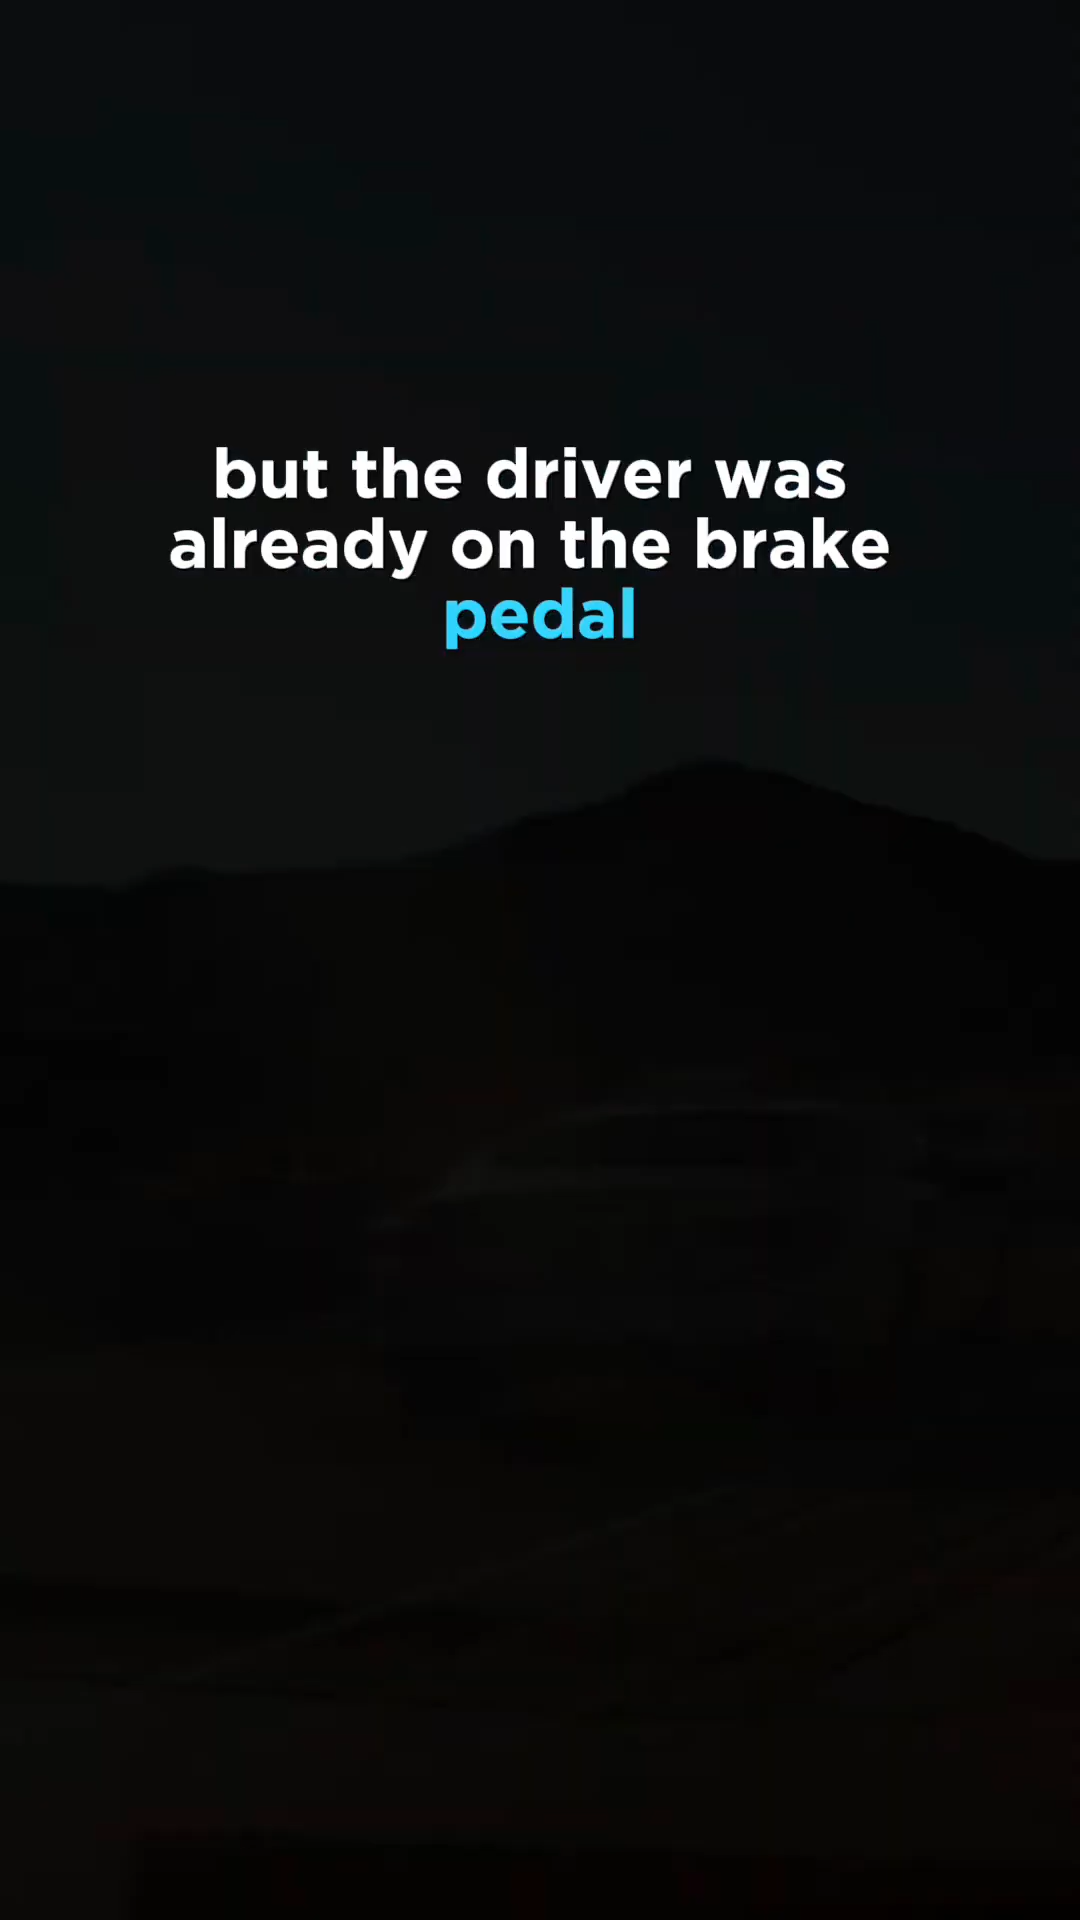 but the driver was
already on the brake
pedal